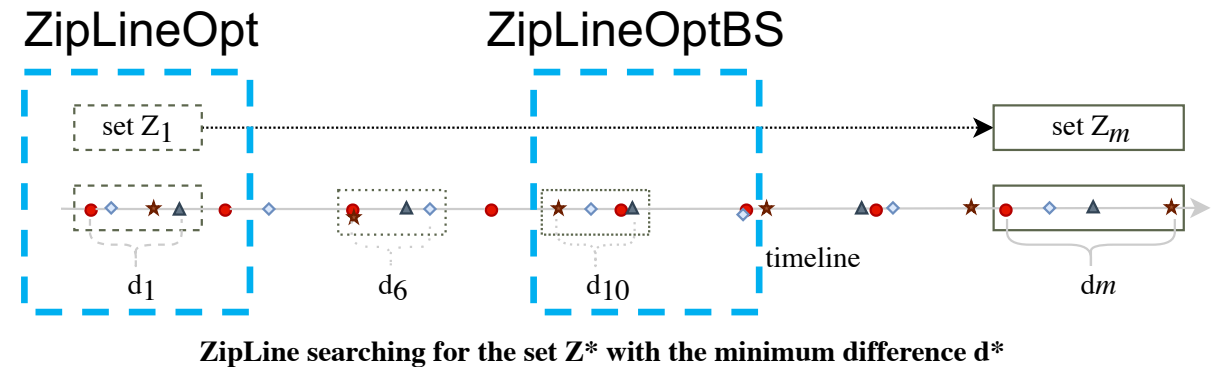 ZipLineOpt ZipLineOptBS
set Z1 set Zm
timeline
d1 d6 d10 dm
ZipLine searching for the set Z* with the minimum difference d*